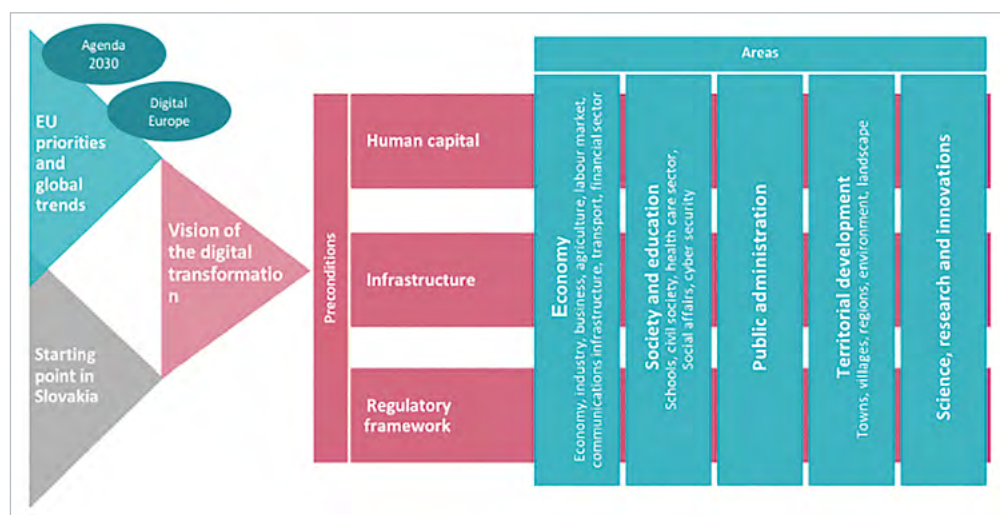 Agenda
2030
Digital
Europe
EU
priorities
and
global
trends
Starting
point in
Slovakia
Vision of
the digital
transformatio
n
Preconditions
Human capital
Infrastructure
Regulatory
framework
Areas
Economy
Economy, industry, business, agriculture, labour market,
communications infrastructure, transport, financial sector
Society and education
Schools, civil society, health care sector,
Social affairs, cyber security
Public administration
Territorial development
Towns, villages, regions, environment, landscape
Science, research and innovations